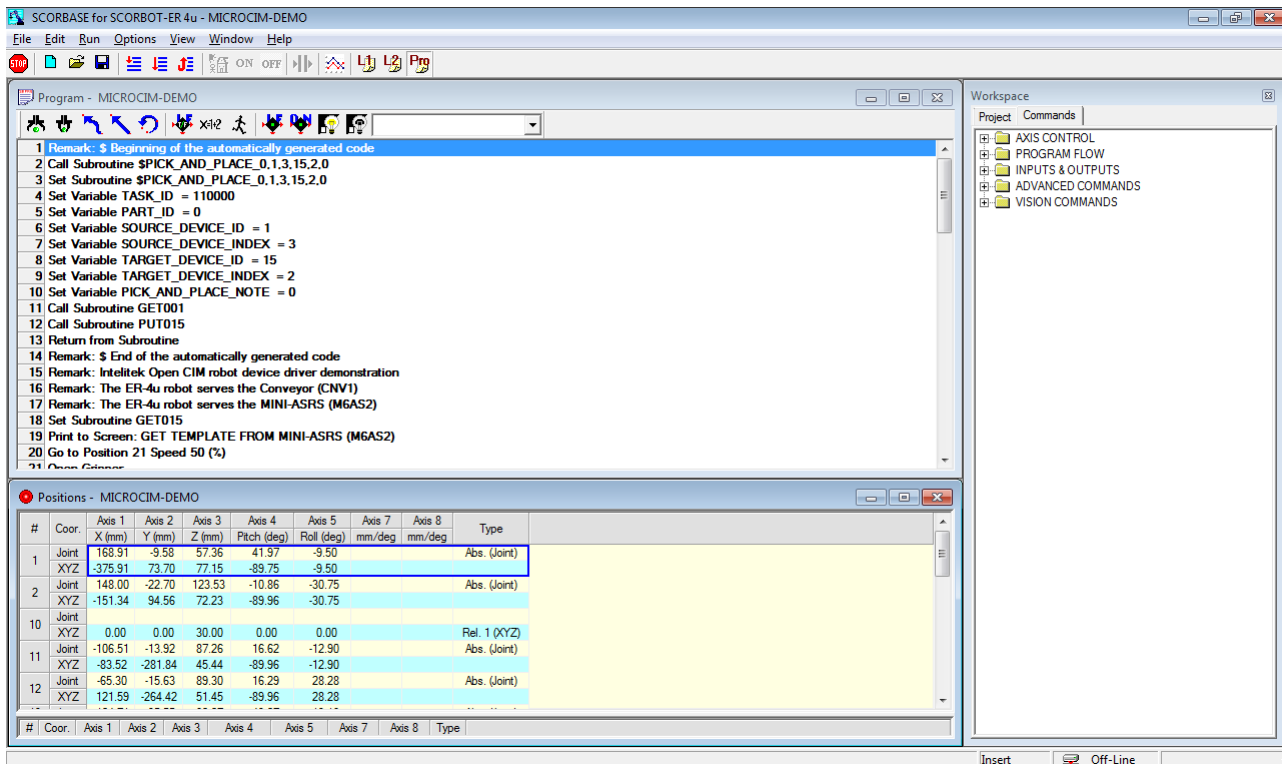 SCORBASE for SCORBOT-ER 4u - MICROCIM-DEMO
File Edit Run Options View Window Help
STOP ON OFF L1 L2 Prg
Program - MICROCIM-DEMO
1 Remark: $ Beginning of the automatically generated code
2 Call Subroutine $PICK_AND_PLACE_0,1,3,15,2,0
3 Set Subroutine $PICK_AND_PLACE_0,1,3,15,2,0
4 Set Variable TASK_ID = 110000
5 Set Variable PART_ID = 0
6 Set Variable SOURCE_DEVICE_ID = 1
7 Set Variable SOURCE_DEVICE_INDEX = 3
8 Set Variable TARGET_DEVICE_ID = 15
9 Set Variable TARGET_DEVICE_INDEX = 2
10 Set Variable PICK_AND_PLACE_NOTE = 0
11 Call Subroutine GET001
12 Call Subroutine PUT015
13 Return from Subroutine
14 Remark: $ End of the automatically generated code
15 Remark: Intelitek Open CIM robot device driver demonstration
16 Remark: The ER-4u robot serves the Conveyor (CNV1)
17 Remark: The ER-4u robot serves the MINI-ASRS (M6AS2)
18 Set Subroutine GET015
19 Print to Screen: GET TEMPLATE FROM MINI-ASRS (M6AS2)
20 Go to Position 21 Speed 50 (%)
21 Open Gripper
Workspace
Project Commands
AXIS CONTROL
PROGRAM FLOW
INPUTS & OUTPUTS
ADVANCED COMMANDS
VISION COMMANDS
Positions - MICROCIM-DEMO
# Coor. Axis 1 Axis 2 Axis 3 Axis 4 Axis 5 Axis 7 Axis 8 Type
X (mm) Y (mm) Z (mm) Pitch (deg) Roll (deg) mm/deg mm/deg
1 Joint 168.91 -9.58 57.36 41.97 -9.50 Abs. (Joint)
XYZ -375.91 73.70 77.15 -89.75 -9.50
2 Joint 148.00 -22.70 123.53 -10.86 -30.75 Abs. (Joint)
XYZ -151.34 94.56 72.23 -89.96 -30.75
10 Joint
XYZ 0.00 0.00 30.00 0.00 0.00 Rel. 1 (XYZ)
11 Joint -106.51 -13.92 87.26 16.62 -12.90 Abs. (Joint)
XYZ -83.52 -281.84 45.44 -89.96 -12.90
12 Joint -65.30 -15.63 89.30 16.29 28.28 Abs. (Joint)
XYZ 121.59 -264.42 51.45 -89.96 28.28
# Coor. Axis 1 Axis 2 Axis 3 Axis 4 Axis 5 Axis 7 Axis 8 Type
Insert Off-Line